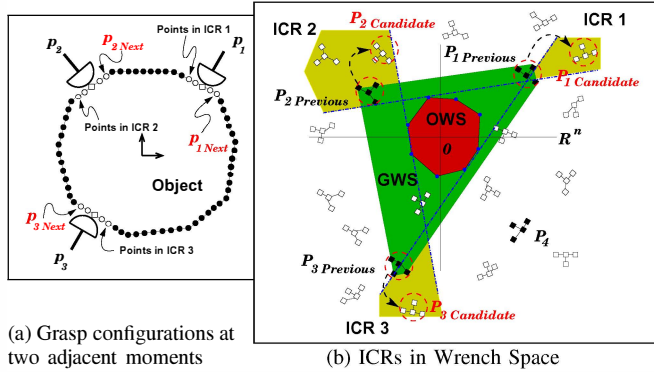 Points in ICR 1
p2
p2 Next
p1
Points in ICR 2
p1 Next
Object
p3 Next
p3
Points in ICR 3
(a) Grasp configurations at
two adjacent moments
ICR 2
P2 Candidate
ICR 1
P1 Previous
P1 Candidate
P2 Previous
OWS
0
R^n
GWS
P3 Previous
P4
P3 Candidate
ICR 3
(b) ICRs in Wrench Space